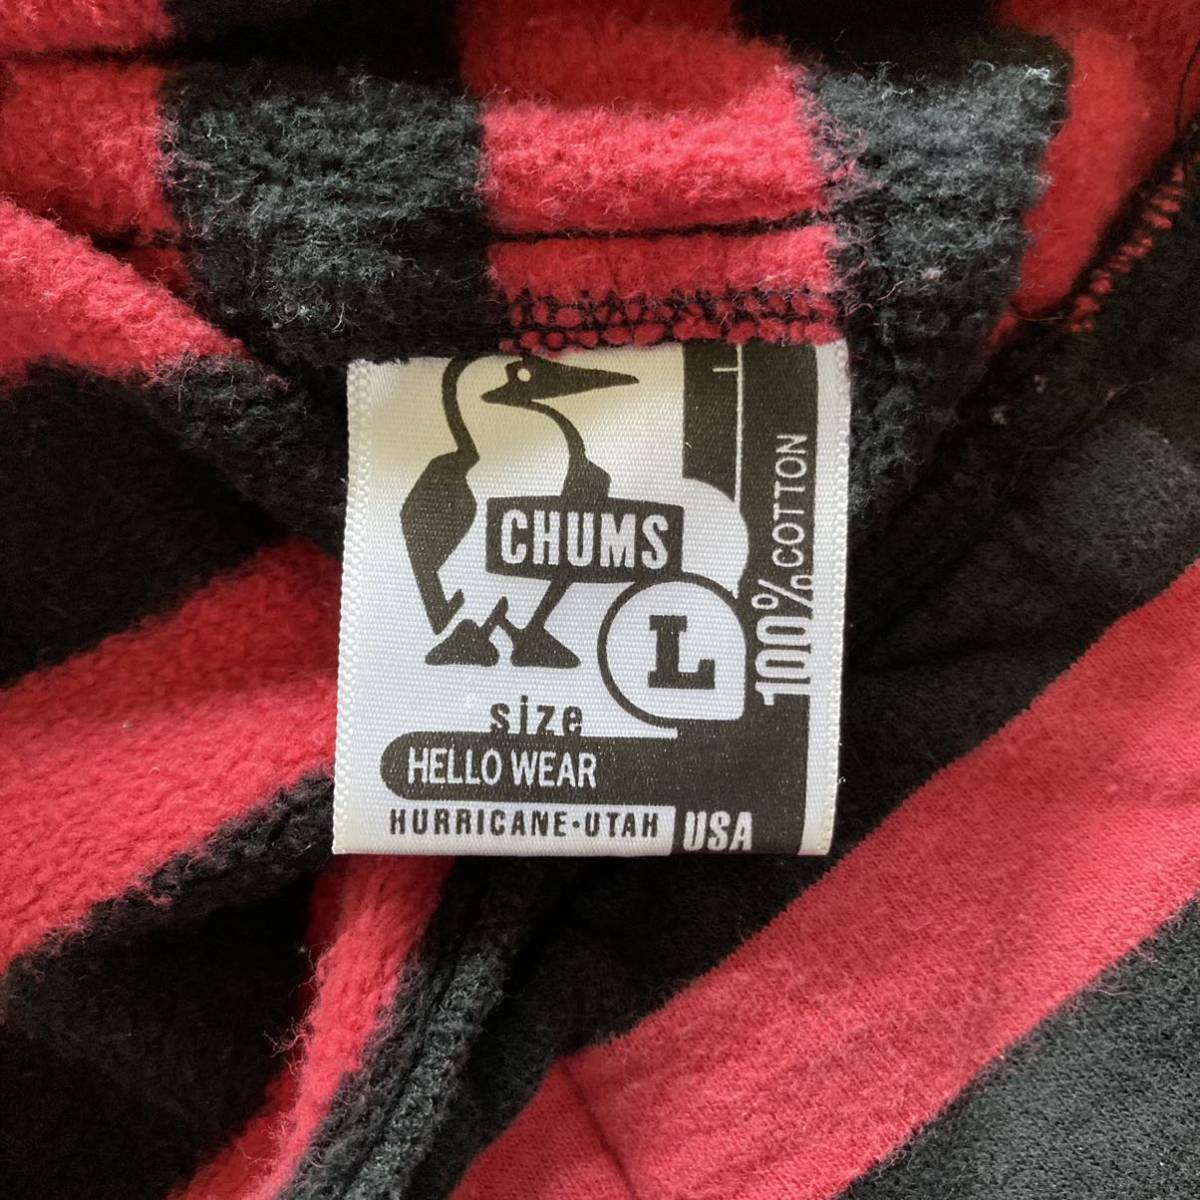 CHUMS
L
100% COTTON
size
HELLO WEAR
HURRICANE·UTAH USA